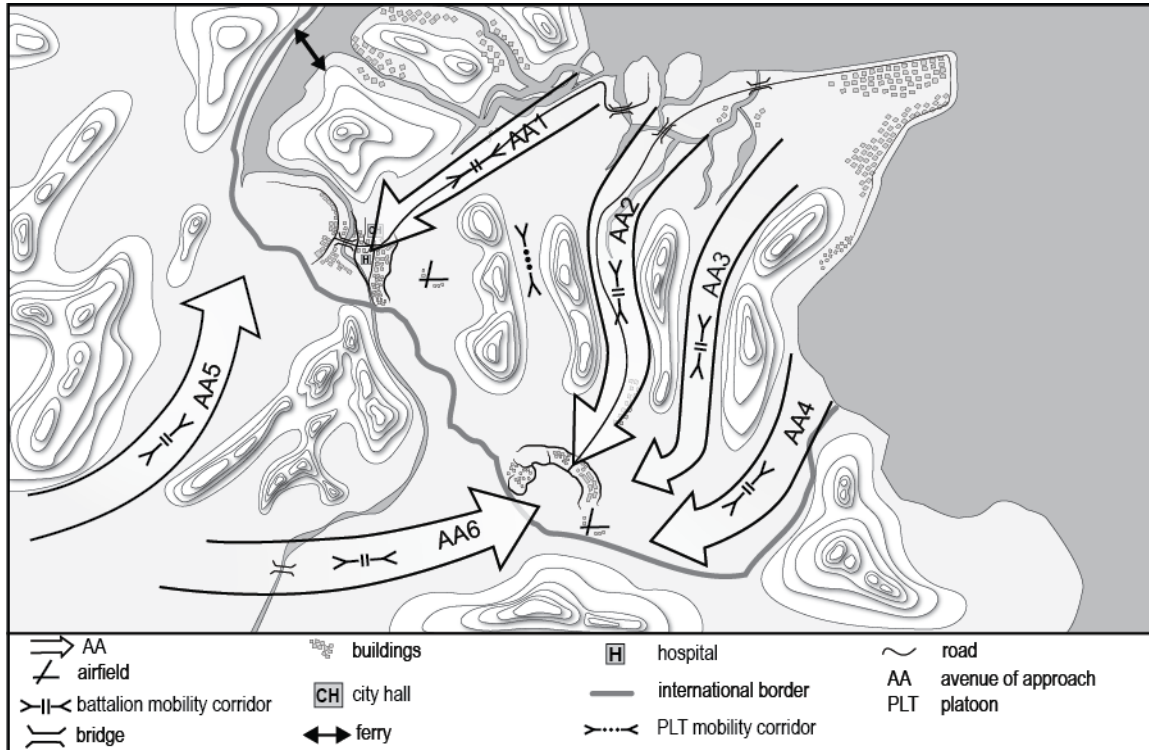 AA1
C
H
AA2
AA3
AA4
AA5
AA6
AA
airfield
battalion mobility corridor
bridge
buildings
CH city hall
ferry
H hospital
international border
PLT mobility corridor
road
AA avenue of approach
PLT platoon